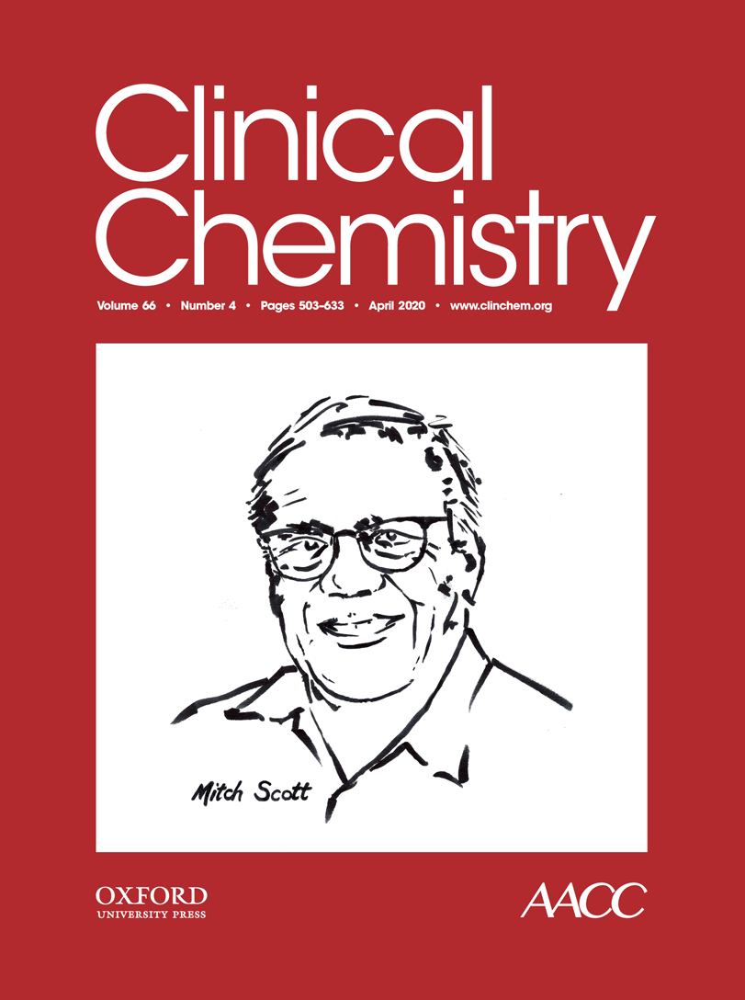 Clinical
Chemistry
Volume 66 • Number 4 • Pages 503–633 • April 2020 • www.clinchem.org
Mitch Scott
OXFORD
UNIVERSITY PRESS
AACC